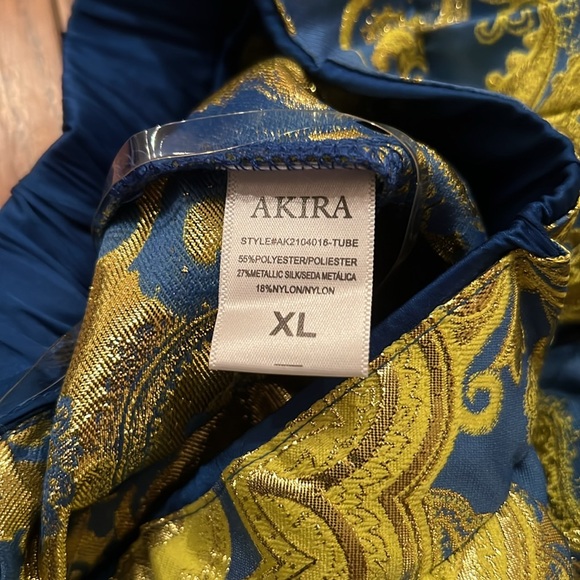 AKIRA
STYLE#AK2104016-TUBE
55%POLYESTER/POLIESTER
27%METALLIC SILK/SEDA METÁLICA
18%NYLON/NYLON
XL